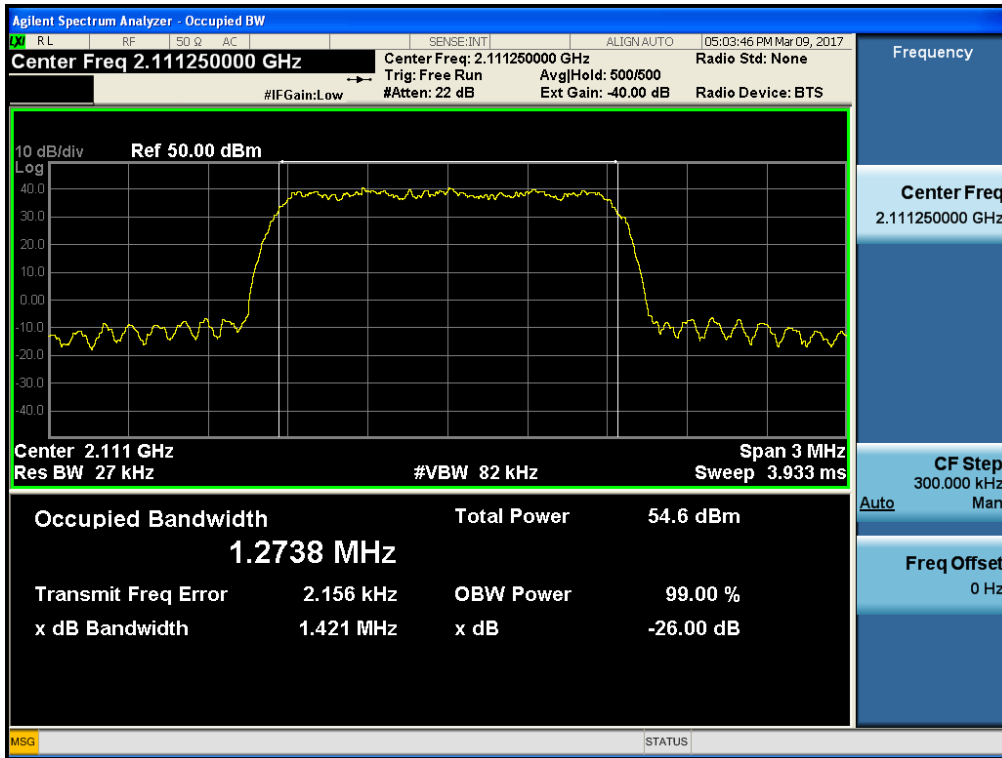 Agilent Spectrum Analyzer - Occupied BW
LXI RL RF 50 Ω AC SENSE:INT ALIGN AUTO 05:03:46 PM Mar 09, 2017
Center Freq 2.111250000 GHz
Center Freq: 2.111250000 GHz Radio Std: None
Trig: Free Run Avg|Hold: 500/500
#IFGain:Low #Atten: 22 dB Ext Gain: -40.00 dB Radio Device: BTS
10 dB/div Ref 50.00 dBm
Log
40.0
30.0
20.0
10.0
0.00
-10.0
-20.0
-30.0
-40.0
Center 2.111 GHz Span 3 MHz
Res BW 27 kHz #VBW 82 kHz Sweep 3.933 ms
Occupied Bandwidth Total Power 54.6 dBm
1.2738 MHz
Transmit Freq Error 2.156 kHz OBW Power 99.00 %
x dB Bandwidth 1.421 MHz x dB -26.00 dB
Frequency
Center Freq
2.111250000 GHz
CF Step
300.000 kHz
Auto Man
Freq Offset
0 Hz
MSG STATUS